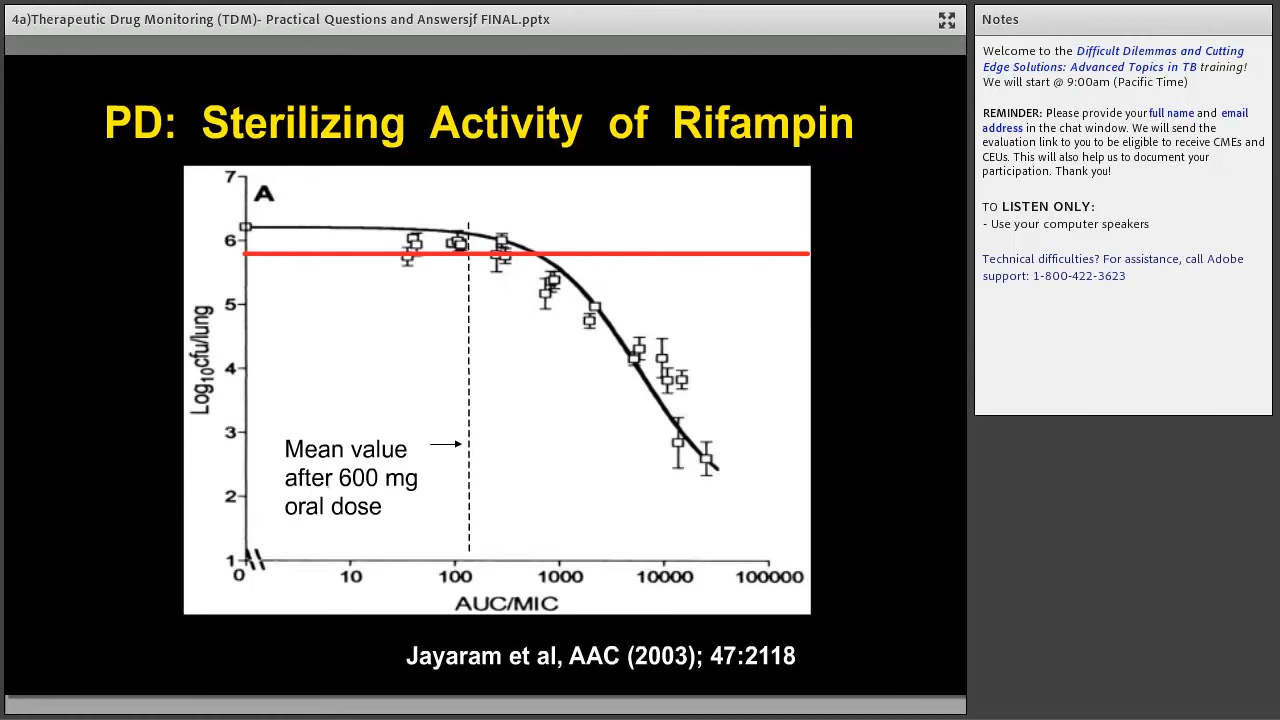 4a)Therapeutic Drug Monitoring (TDM)- Practical Questions and Answersjf FINAL.pptx
PD: Sterilizing Activity of Rifampin
A
7
6
5
4
3
2
1
Log10cfu/lung
Mean value
after 600 mg
oral dose
0
10
100
1000
10000
100000
AUC/MIC
Jayaram et al, AAC (2003); 47:2118
Notes
Welcome to the Difficult Dilemmas and Cutting
Edge Solutions: Advanced Topics in TB training!
We will start @ 9:00am (Pacific Time)
REMINDER: Please provide your full name and email
address in the chat window. We will send the
evaluation link to you to be eligible to receive CMEs and
CEUs. This will also help us to document your
participation. Thank you!
TO LISTEN ONLY:
- Use your computer speakers
Technical difficulties? For assistance, call Adobe
support: 1-800-422-3623